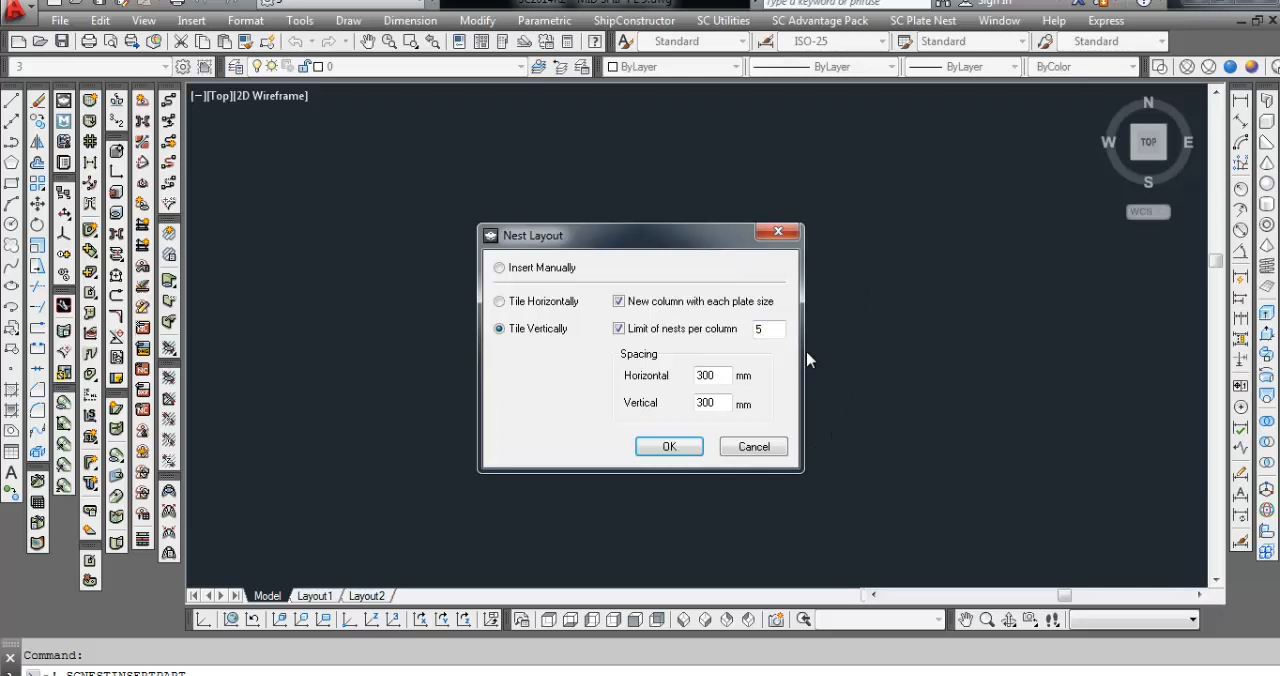 File Edit View Insert Format Tools Draw Dimension Modify Parametric ShipConstructor SC Utilities SC Advantage Pack SC Plate Nest Window Help Express
Standard ISO-25 Standard Standard
3 0 ByLayer ByLayer ByLayer ByColor
[−][Top][2D Wireframe]
N
W TOP E
S
WCS
Nest Layout
Insert Manually
Tile Horizontally New column with each plate size
Tile Vertically Limit of nests per column 5
Spacing
Horizontal 300 mm
Vertical 300 mm
OK Cancel
Model Layout1 Layout2
Command: